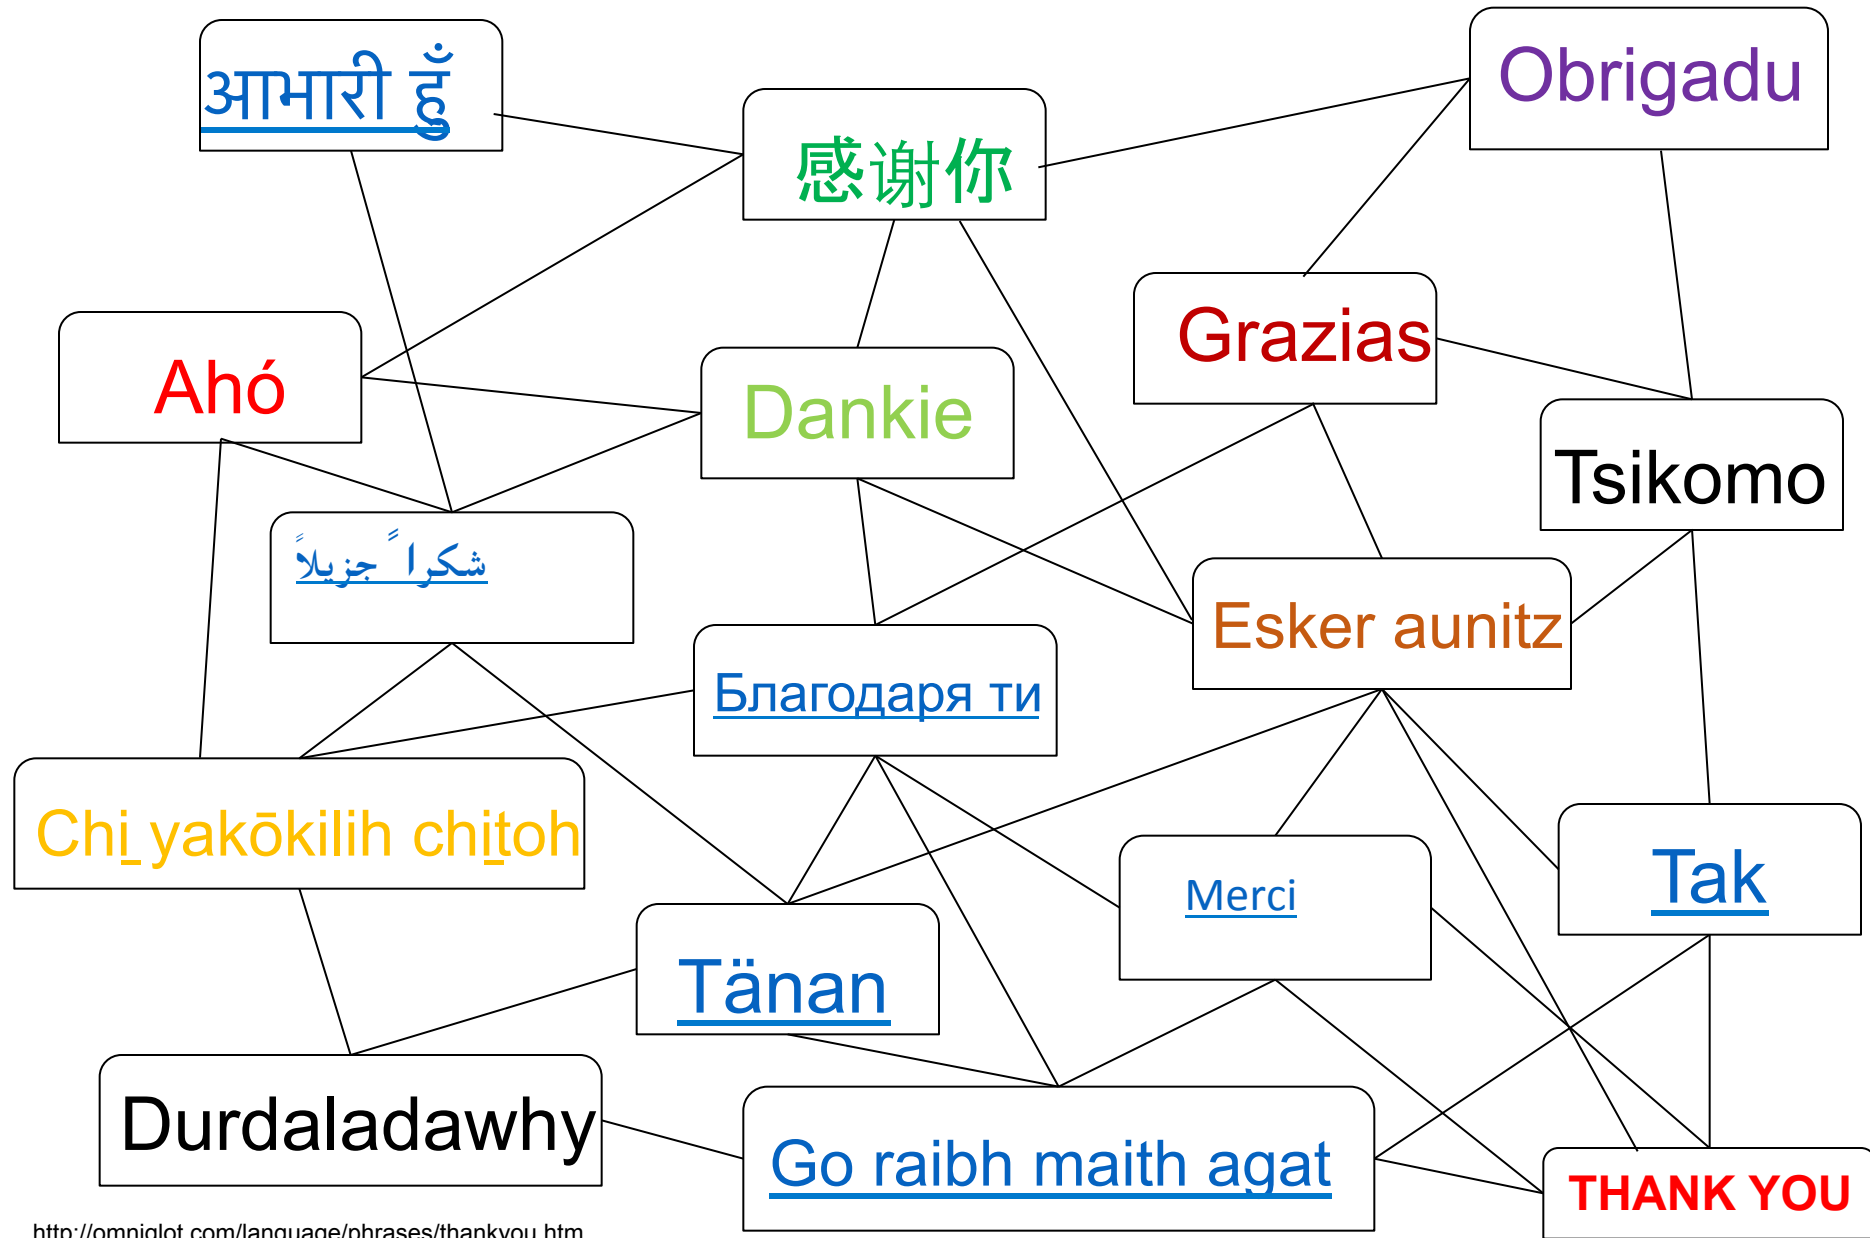 आभारी हूँ
感谢你
Obrigadu
Grazias
Ahó
Dankie
Tsikomo
شكرا ً جزيلاً
Esker aunitz
Благодаря ти
Chi̱ yakōkilih chi̱ṯoh
Merci
Tak
Tänan
Durdaladawhy
Go raibh maith agat
THANK YOU
http://omniglot.com/language/phrases/thankyou.htm